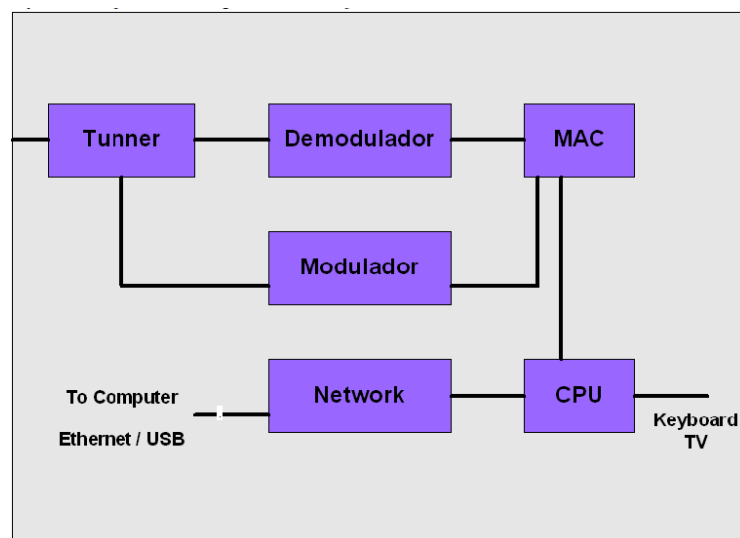 Tunner
Demodulador
MAC
Modulador
To Computer
Ethernet / USB
Network
CPU
Keyboard
TV